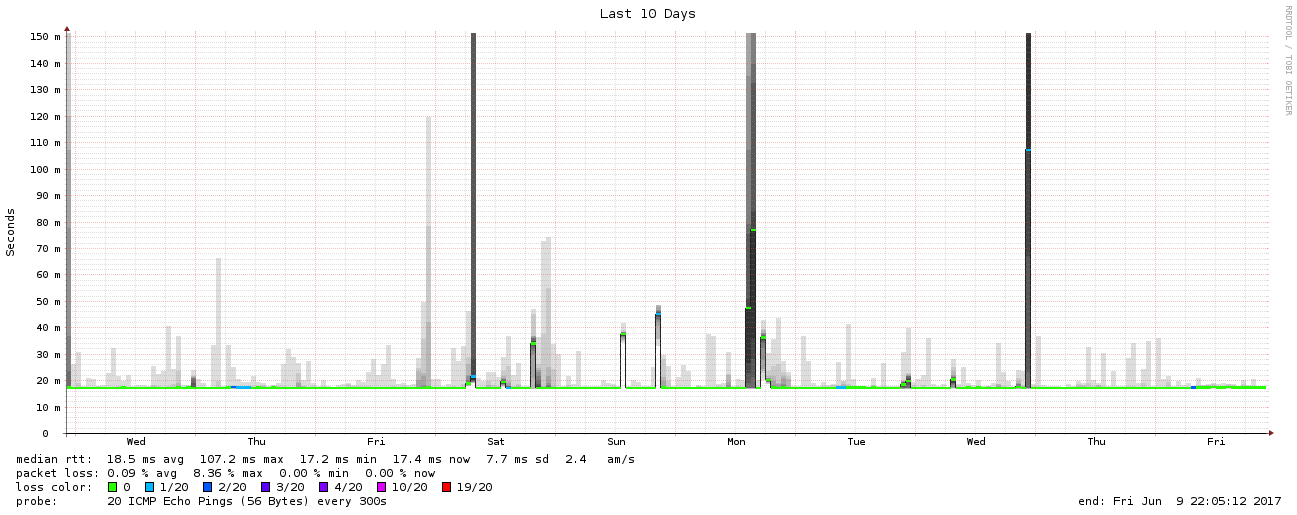 Last 10 Days
RRDTOOL / TOBI OETIKER
Seconds
150 m
140 m
130 m
120 m
110 m
100 m
90 m
80 m
70 m
60 m
50 m
40 m
30 m
20 m
10 m
0
Wed Thu Fri Sat Sun Mon Tue Wed Thu Fri
median rtt: 18.5 ms avg 107.2 ms max 17.2 ms min 17.4 ms now 7.7 ms sd 2.4 am/s
packet loss: 0.09 % avg 8.36 % max 0.00 % min 0.00 % now
loss color: 0 1/20 2/20 3/20 4/20 10/20 19/20
probe: 20 ICMP Echo Pings (56 Bytes) every 300s end: Fri Jun 9 22:05:12 2017